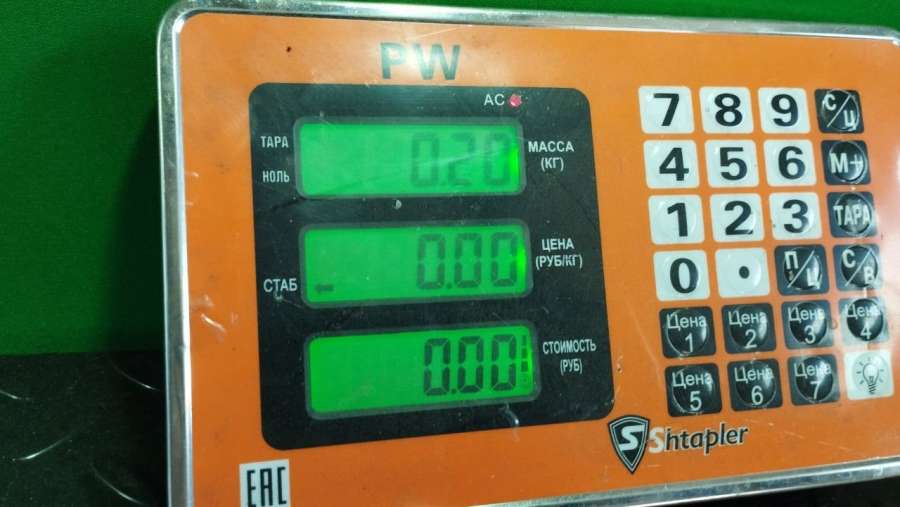 PW
AC
ТАРА
НОЛЬ
0.20
МАССА
(КГ)
СТАБ
←
0.00
ЦЕНА
(РУБ/КГ)
0.00
СТОИМОСТЬ
(РУБ)
7 8 9 С/Ц
4 5 6 М+
1 2 3 ТАРА
0 . П/Ц С/В
Цена 1 Цена 2 Цена 3 Цена 4
Цена 5 Цена 6 Цена 7
S Shtapler
EAC